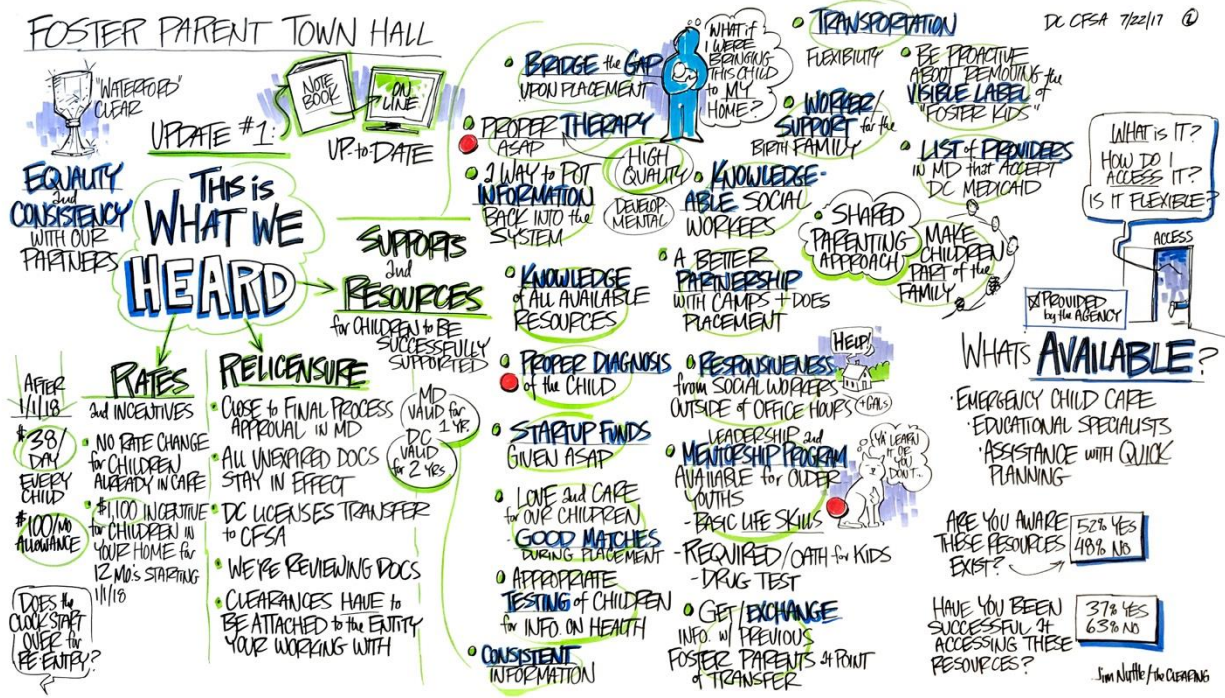 FOSTER PARENT TOWN HALL
DC CFSA 7/22/17 2
"WATERFORD"
CLEAR
EQUALITY
and
CONSISTENCY
WITH OUR
PARTNERS
UPDATE #1:
NOTE
BOOK
ON
LINE
UP-to-DATE
THIS is
WHAT WE
HEARD
SUPPORTS
and
RESOURCES
for CHILDREN to BE
SUCCESSFULLY
SUPPORTED
AFTER
1/1/18
$38/
DAY
EVERY
CHILD
$100/MO
ALLOWANCE
DOES the
CLOCK START
OVER for
RE-ENTRY?
RATES
and INCENTIVES
• NO RATE CHANGE
for CHILDREN
ALREADY IN CARE
• $1,100 INCENTIVE
for CHILDREN IN
YOUR HOME for
12 MO's STARTING
1/1/18
RELICENSURE
• CLOSE to FINAL PROCESS
APPROVAL IN MD
• ALL UNEXPIRED DOCS
STAY IN EFFECT
• DC LICENSES TRANSFER
to CFSA
• WE'RE REVIEWING DOCS
• CLEARANCES HAVE to
BE ATTACHED to the ENTITY
YOUR WORKING WITH
MD
VALID for
1 YR.
DC
VALID
for 2 YRS
• BRIDGE the GAP
UPON PLACEMENT
WHAT if
I WERE
BRINGING
THIS CHILD
to MY
HOME?
• PROPER THERAPY
ASAP
HIGH
QUALITY
DEVELOP-
MENTAL
• 2 WAY to PUT
INFORMATION
BACK INTO the
SYSTEM
• KNOWLEDGE
of ALL AVAILABLE
RESOURCES
• PROPER DIAGNOSIS
of the CHILD
• STARTUP FUNDS
GIVEN ASAP
• LOVE and CARE
for OUR CHILDREN
GOOD MATCHES
DURING PLACEMENT
• APPROPRIATE
TESTING of CHILDREN
for INFO. ON HEALTH
• CONSISTENT
INFORMATION
• TRANSPORTATION
FLEXIBILITY
• WORKER/
SUPPORT for the
BIRTH FAMILY
• KNOWLEDGE-
ABLE SOCIAL
WORKERS
• A BETTER
PARTNERSHIP
WITH CAMPS + DOES
PLACEMENT
• RESPONSIVENESS
from SOCIAL WORKERS
OUTSIDE of OFFICE HOURS
HELP!
(+GALs)
LEADERSHIP and
• MENTORSHIP PROGRAM
AVAILABLE for OLDER
YOUTHS
- BASIC LIFE SKILLS
- REQUIRED/OATH for KIDS
- DRUG TEST
YA' LEARN
IT OR
YOU
DON'T...
• GET/EXCHANGE
INFO. W/ PREVIOUS
FOSTER PARENTS at POINT
of TRANSFER
• BE PROACTIVE
ABOUT REMOVING the
VISIBLE LABEL of
"FOSTER KIDS"
• LIST of PROVIDERS
IN MD that ACCEPT
DC MEDICAID
• SHARED
PARENTING
APPROACH
MAKE
CHILDREN
PART of the
FAMILY
WHAT is IT?
HOW DO I
ACCESS IT?
IS IT FLEXIBLE?
ACCESS
PROVIDED
by the AGENCY
WHATS AVAILABLE?
• EMERGENCY CHILD CARE
• EDUCATIONAL SPECIALISTS
• ASSISTANCE WITH QUICK
PLANNING
ARE YOU AWARE
THESE RESOURCES
EXIST?
52% YES
48% NO
HAVE YOU BEEN
SUCCESSFUL at
ACCESSING THESE
RESOURCES?
37% YES
63% NO
Jim Nuttle/the CLEARING